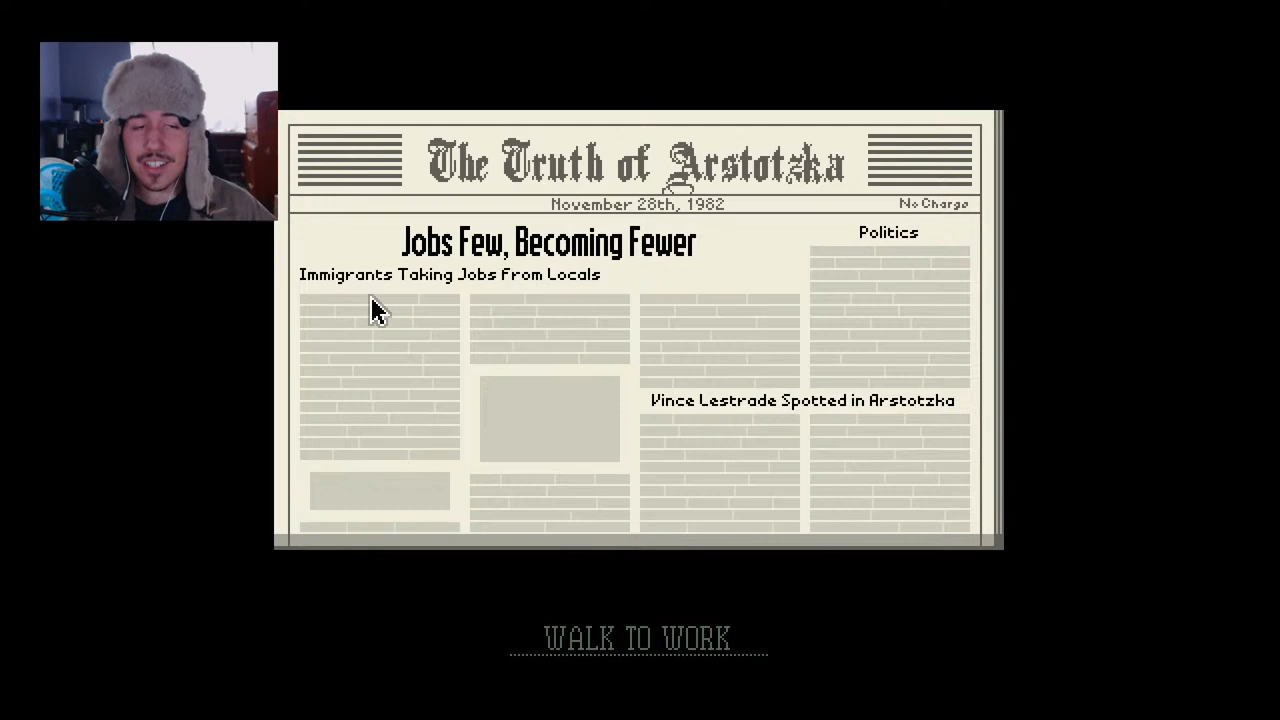 The Truth of Arstotzka
November 28th, 1982
No Charge
Jobs Few, Becoming Fewer
Immigrants Taking Jobs From Locals
Politics
Vince Lestrade Spotted in Arstotzka
WALK TO WORK